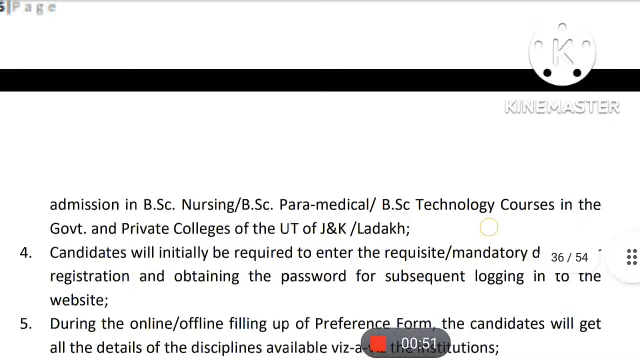 5|Page
K
KINEMASTER
admission in B.Sc. Nursing/B.Sc. Para-medical/ B.Sc Technology Courses in the
Govt. and Private Colleges of the UT of J&K /Ladakh;
4. Candidates will initially be required to enter the requisite/mandatory d
36 / 54
registration and obtaining the password for subsequent logging in to the
website;
5. During the online/offline filling up of Preference Form, the candidates will get
all the details of the disciplines available viz-a-viz the institutions;
00:51